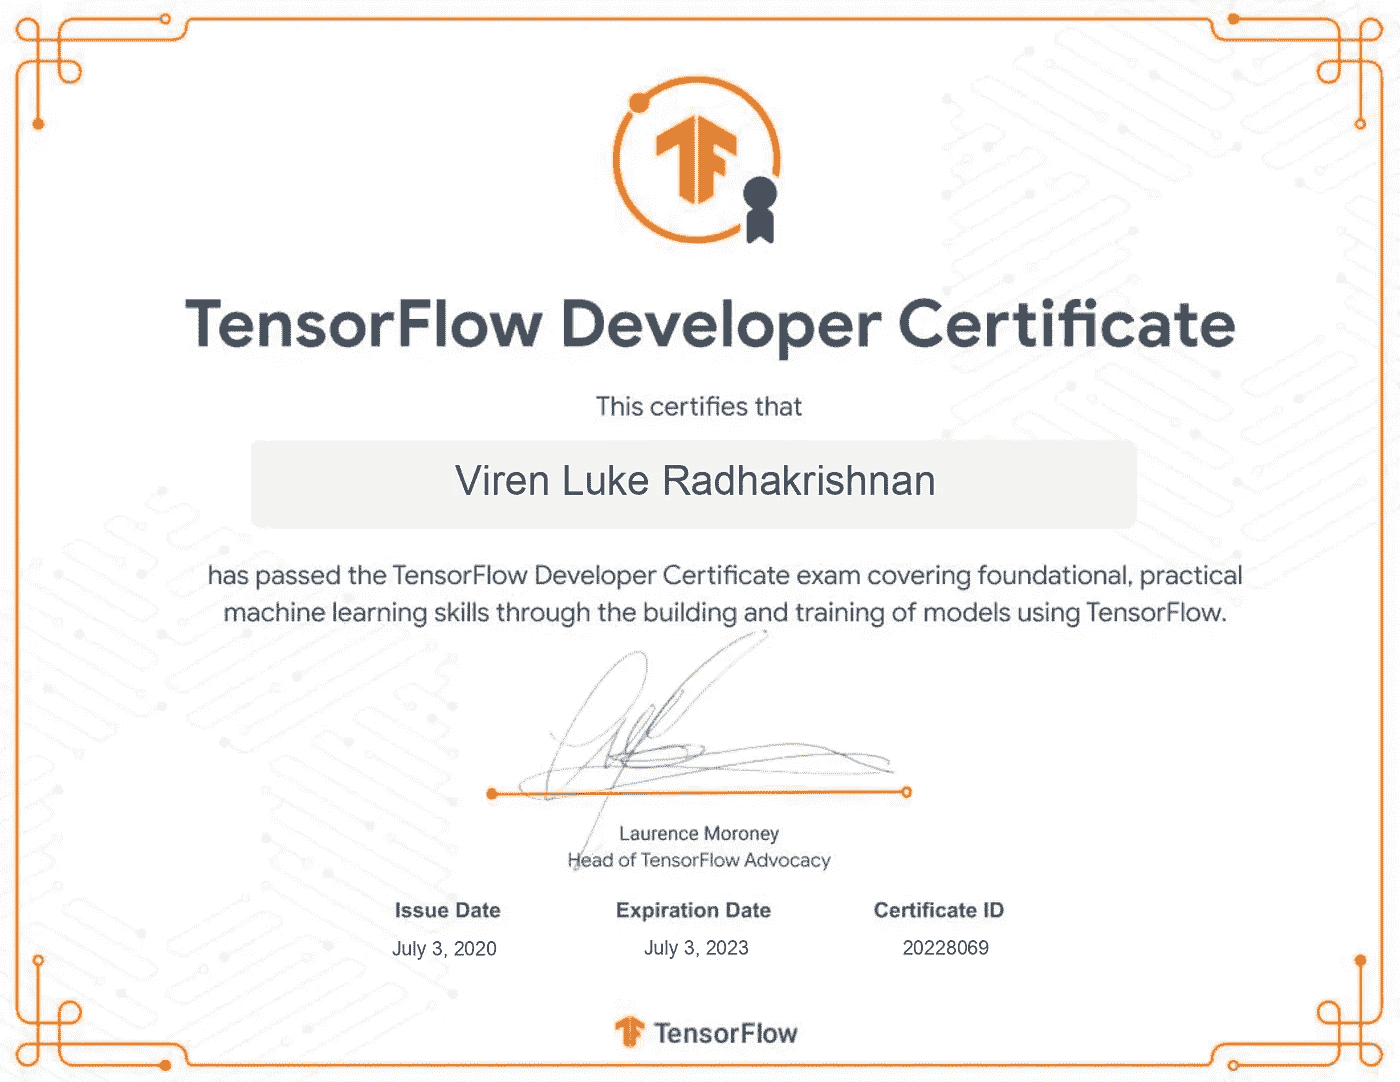 TensorFlow Developer Certificate
This certifies that
Viren Luke Radhakrishnan
has passed the TensorFlow Developer Certificate exam covering foundational, practical
machine learning skills through the building and training of models using TensorFlow.
Laurence Moroney
Head of TensorFlow Advocacy
Issue Date Expiration Date Certificate ID
July 3, 2020 July 3, 2023 20228069
TensorFlow